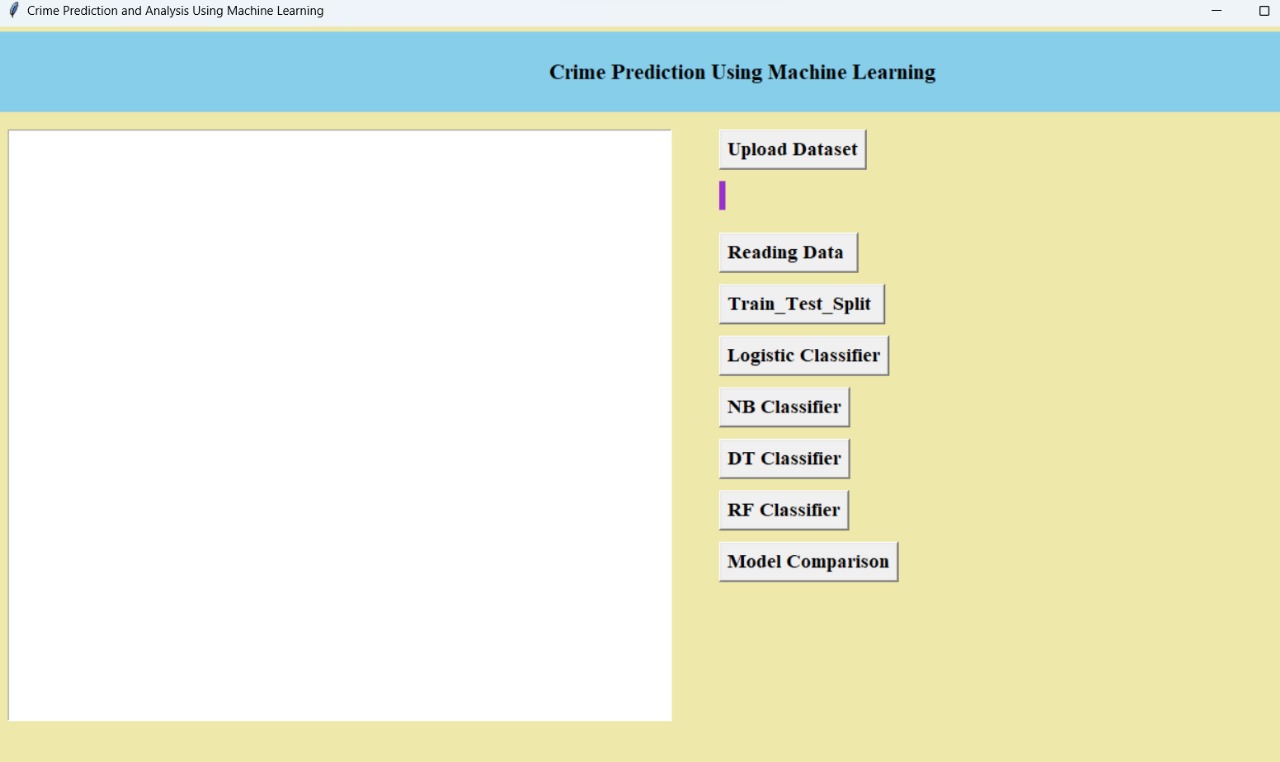 Crime Prediction and Analysis Using Machine Learning
Crime Prediction Using Machine Learning
Upload Dataset
Reading Data
Train_Test_Split
Logistic Classifier
NB Classifier
DT Classifier
RF Classifier
Model Comparison